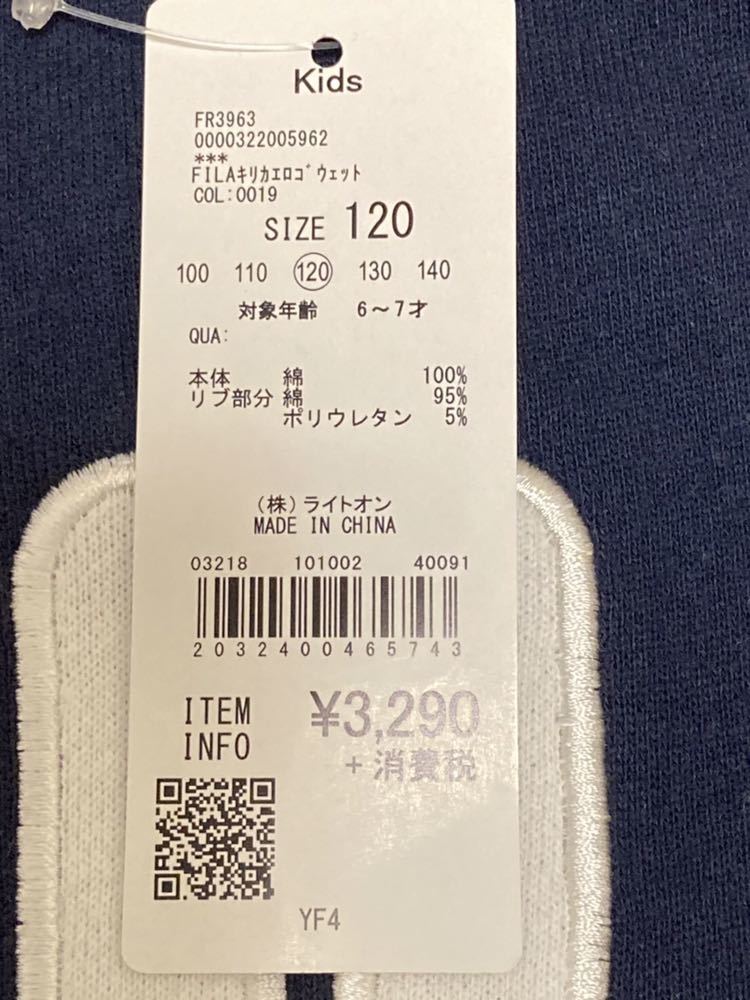 Kids
FR3963
0000322005962
***
FILAｷﾘｶｴﾛｺﾞｳｪｯﾄ
COL:0019
SIZE 120
100 110 120 130 140
対象年齢 6～7才
QUA:
本体 綿 100%
リブ部分 綿 95%
ポリウレタン 5%
(株)ライトオン
MADE IN CHINA
03218 101002 40091
2032400465743
ITEM INFO
¥3,290
+消費税
YF4